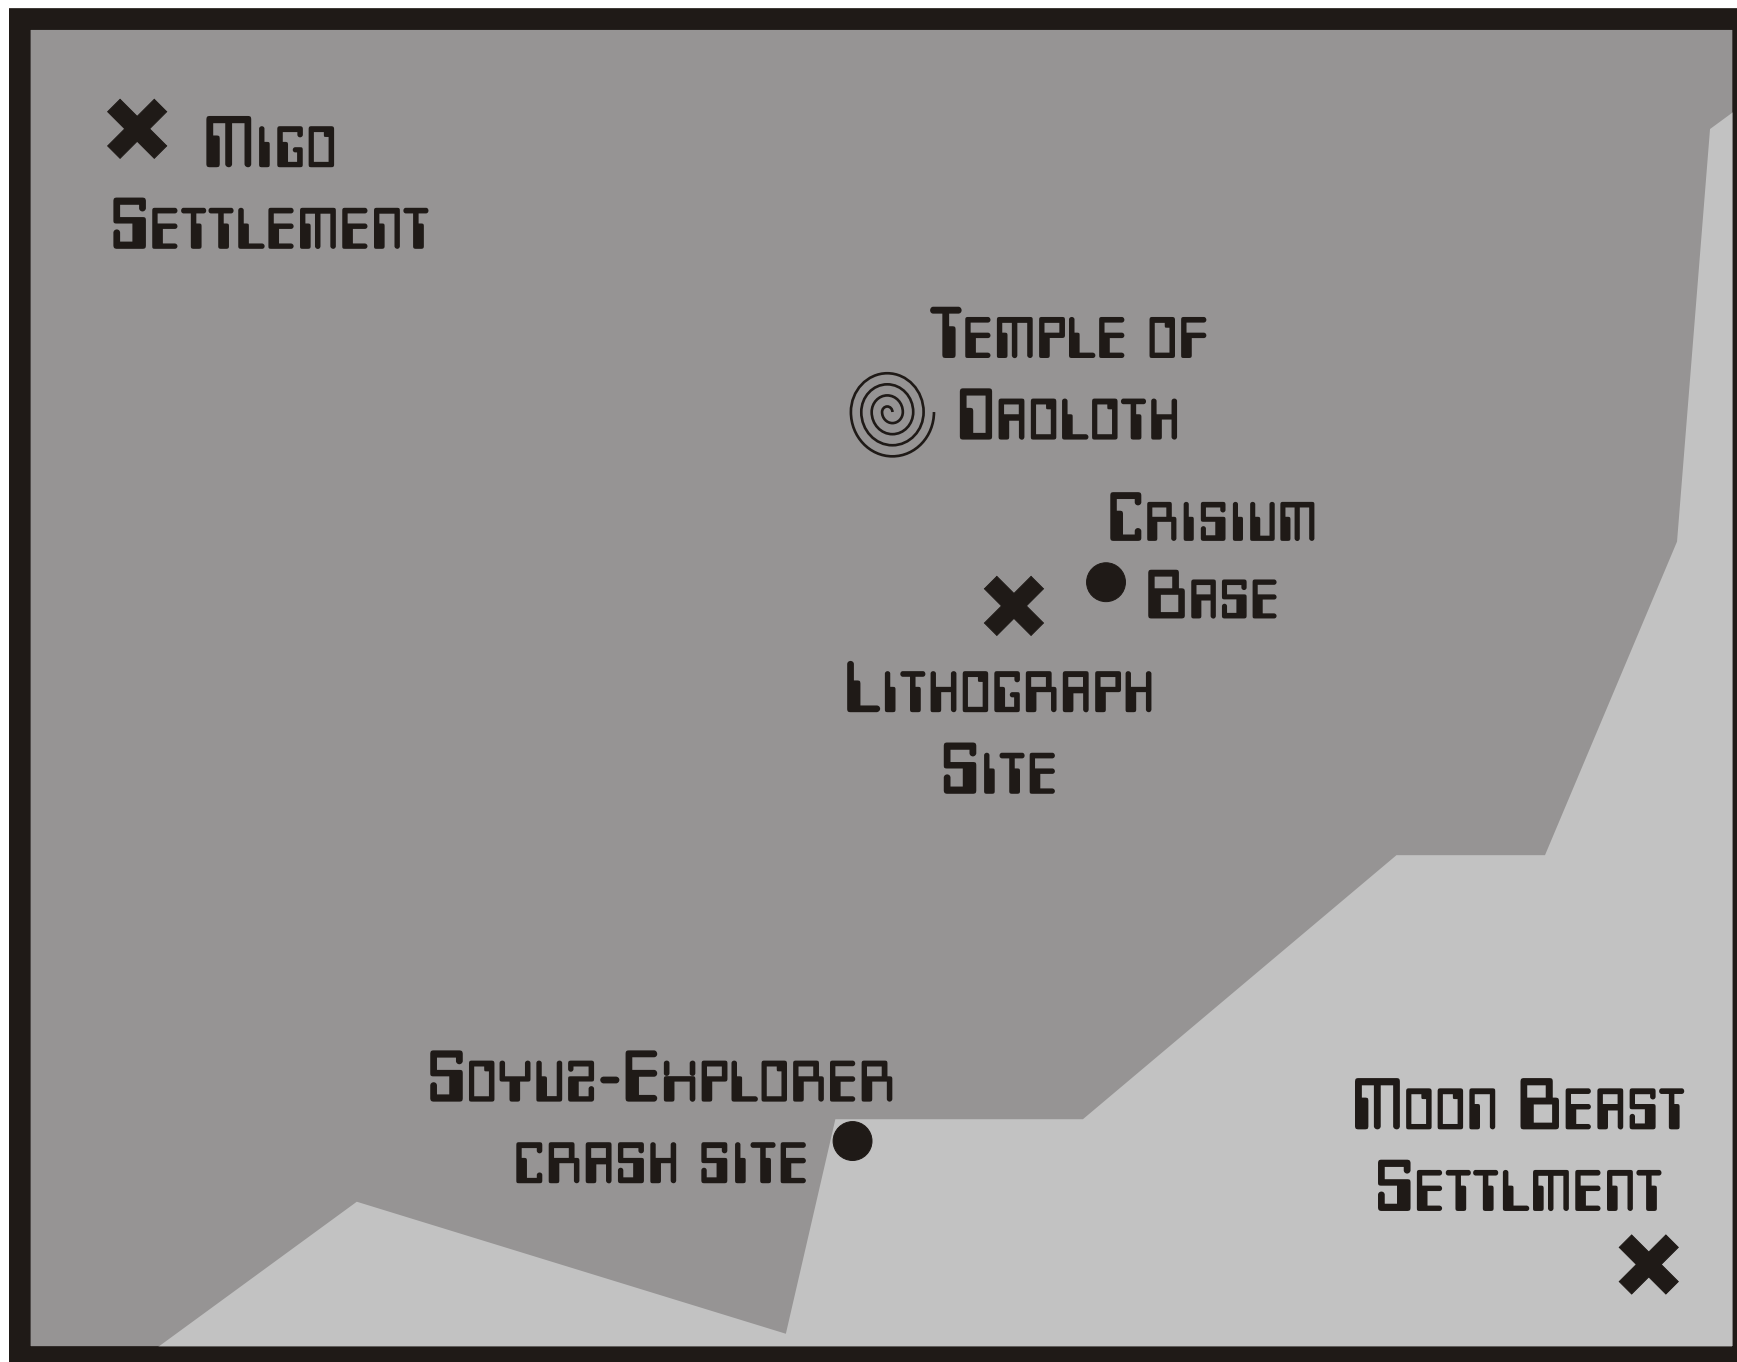 Migo
Settlement
Temple of
Daoloth
Crisium
Base
Lithograph
Site
Soyuz-Explorer
crash site
Moon Beast
Settlment